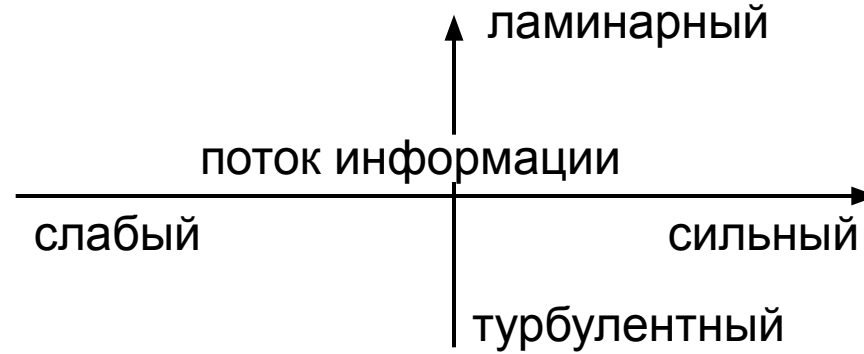 ламинарный
поток информации
слабый
сильный
турбулентный